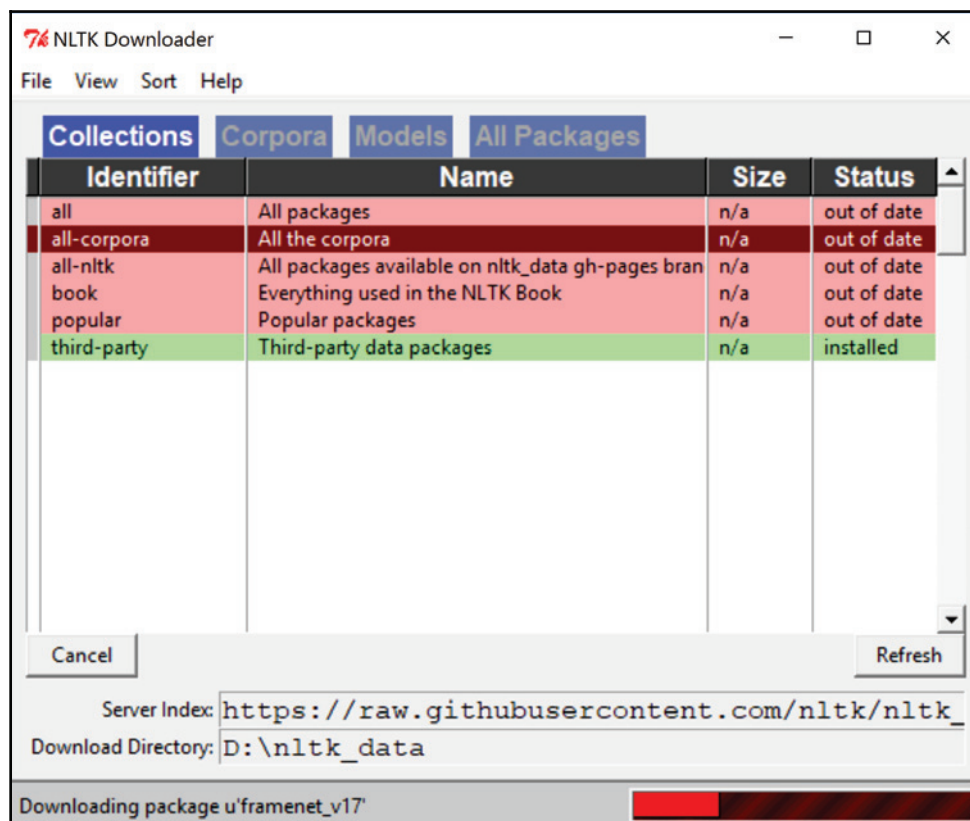 NLTK Downloader
File View Sort Help
Collections Corpora Models All Packages
Identifier Name Size Status
all All packages n/a out of date
all-corpora All the corpora n/a out of date
all-nltk All packages available on nltk_data gh-pages bran n/a out of date
book Everything used in the NLTK Book n/a out of date
popular Popular packages n/a out of date
third-party Third-party data packages n/a installed
Cancel Refresh
Server Index: https://raw.githubusercontent.com/nltk/nltk_
Download Directory: D:\nltk_data
Downloading package u'framenet_v17'